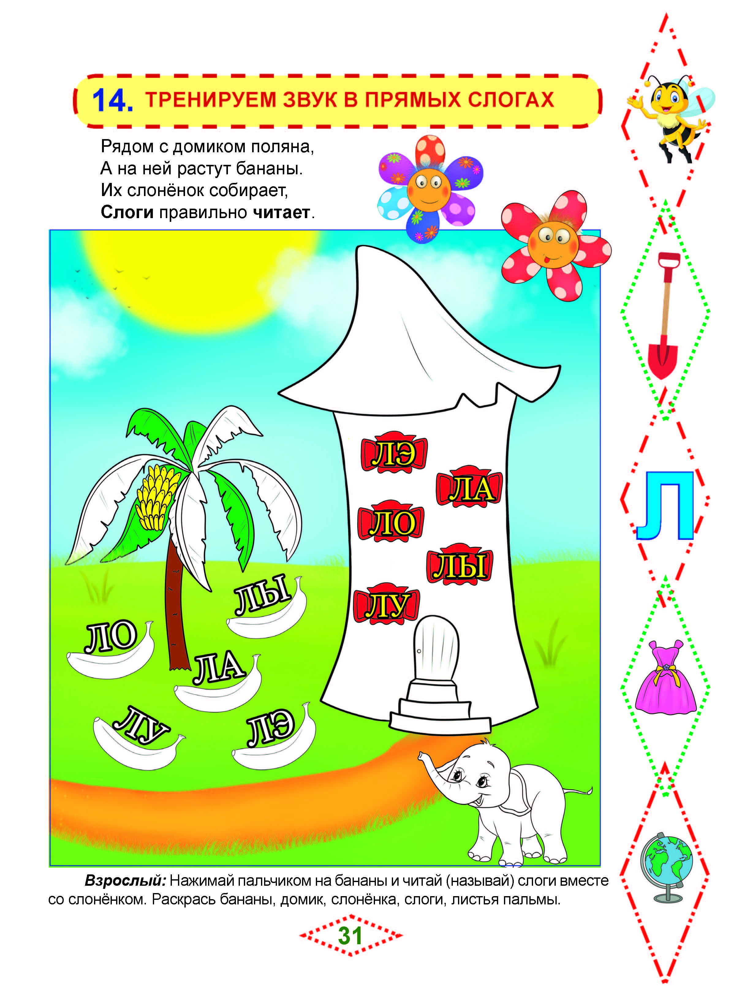 14. ТРЕНИРУЕМ ЗВУК В ПРЯМЫХ СЛОГАХ
Рядом с домиком поляна,
А на ней растут бананы.
Их слонёнок собирает,
Слоги правильно читает.
ЛЭ
ЛА
ЛО
ЛЫ
ЛУ
ЛЫ
ЛО
ЛА
ЛУ
ЛЭ
Л
Взрослый: Нажимай пальчиком на бананы и читай (называй) слоги вместе
со слонёнком. Раскрась бананы, домик, слонёнка, слоги, листья пальмы.
31